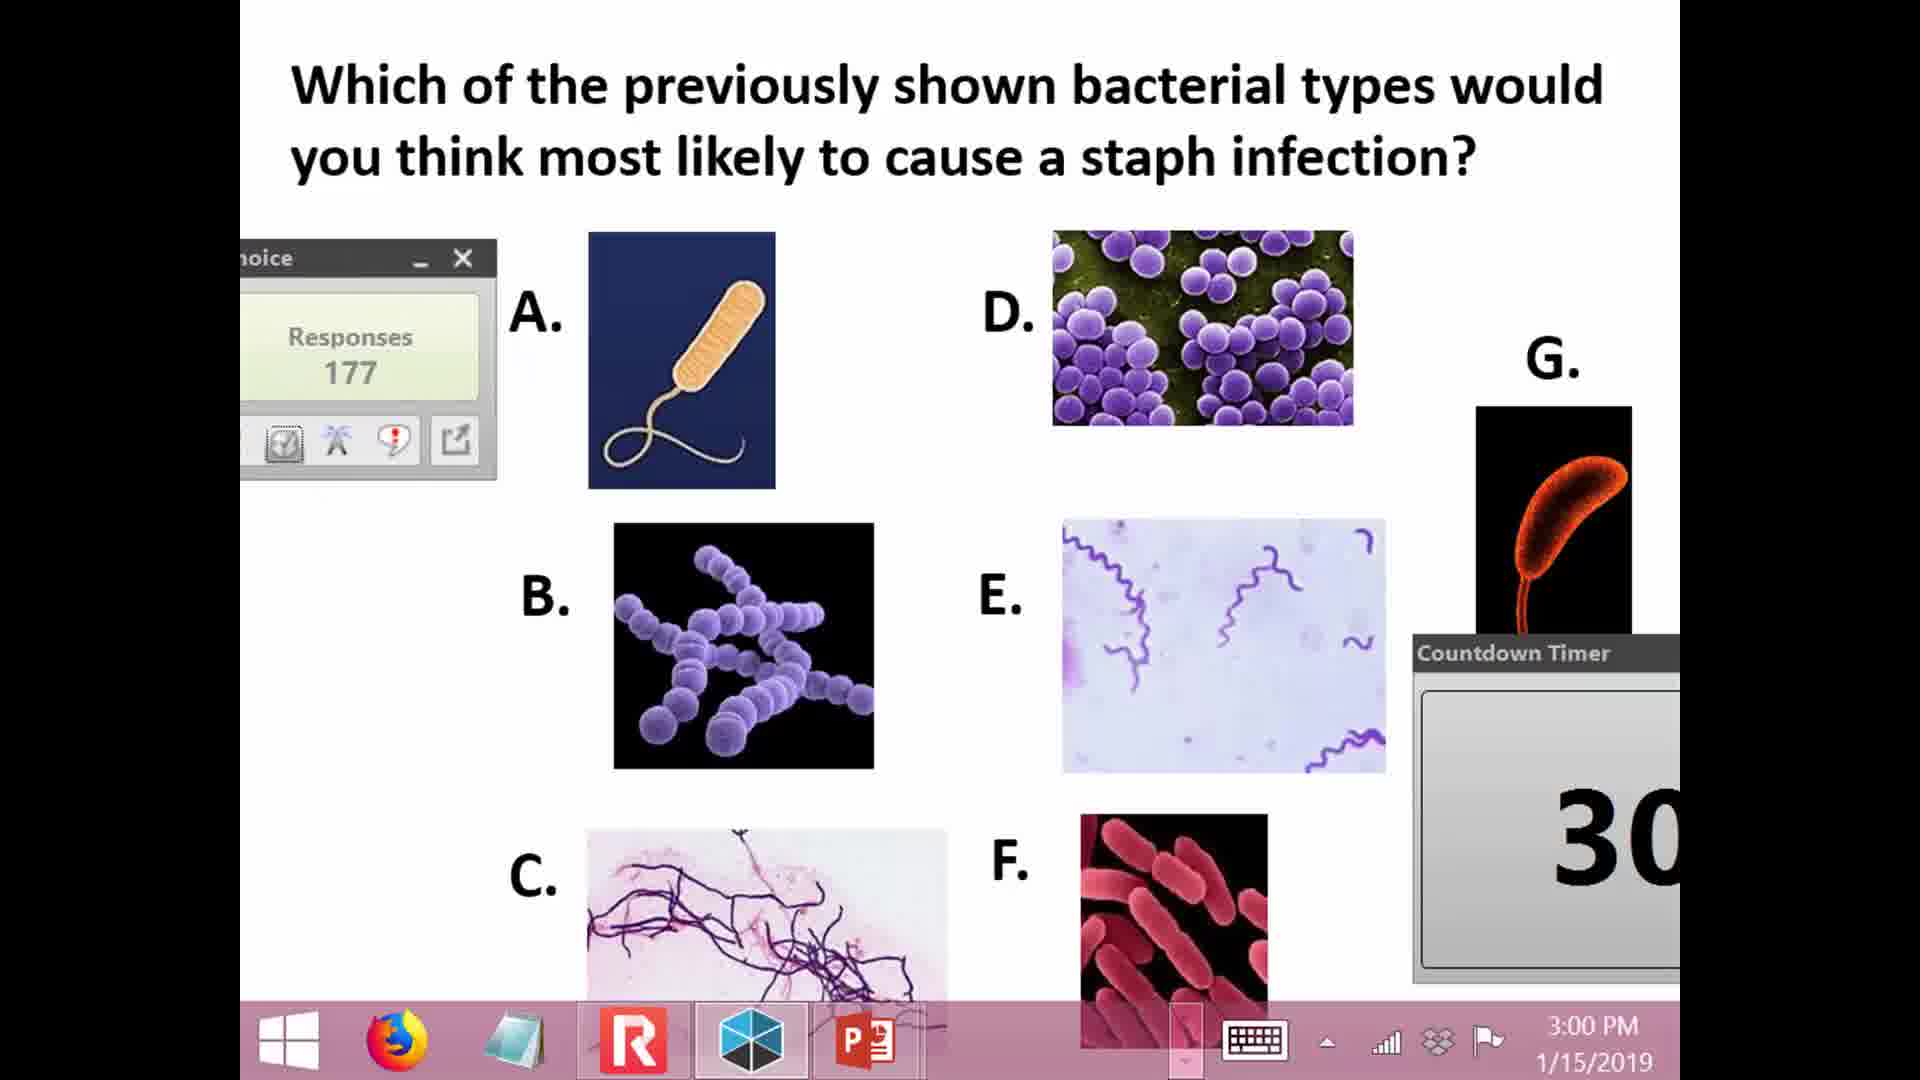 Which of the previously shown bacterial types would
you think most likely to cause a staph infection?
hoice
Responses
177
A.
D.
G.
B.
E.
Countdown Timer
30
C.
F.
3:00 PM
1/15/2019